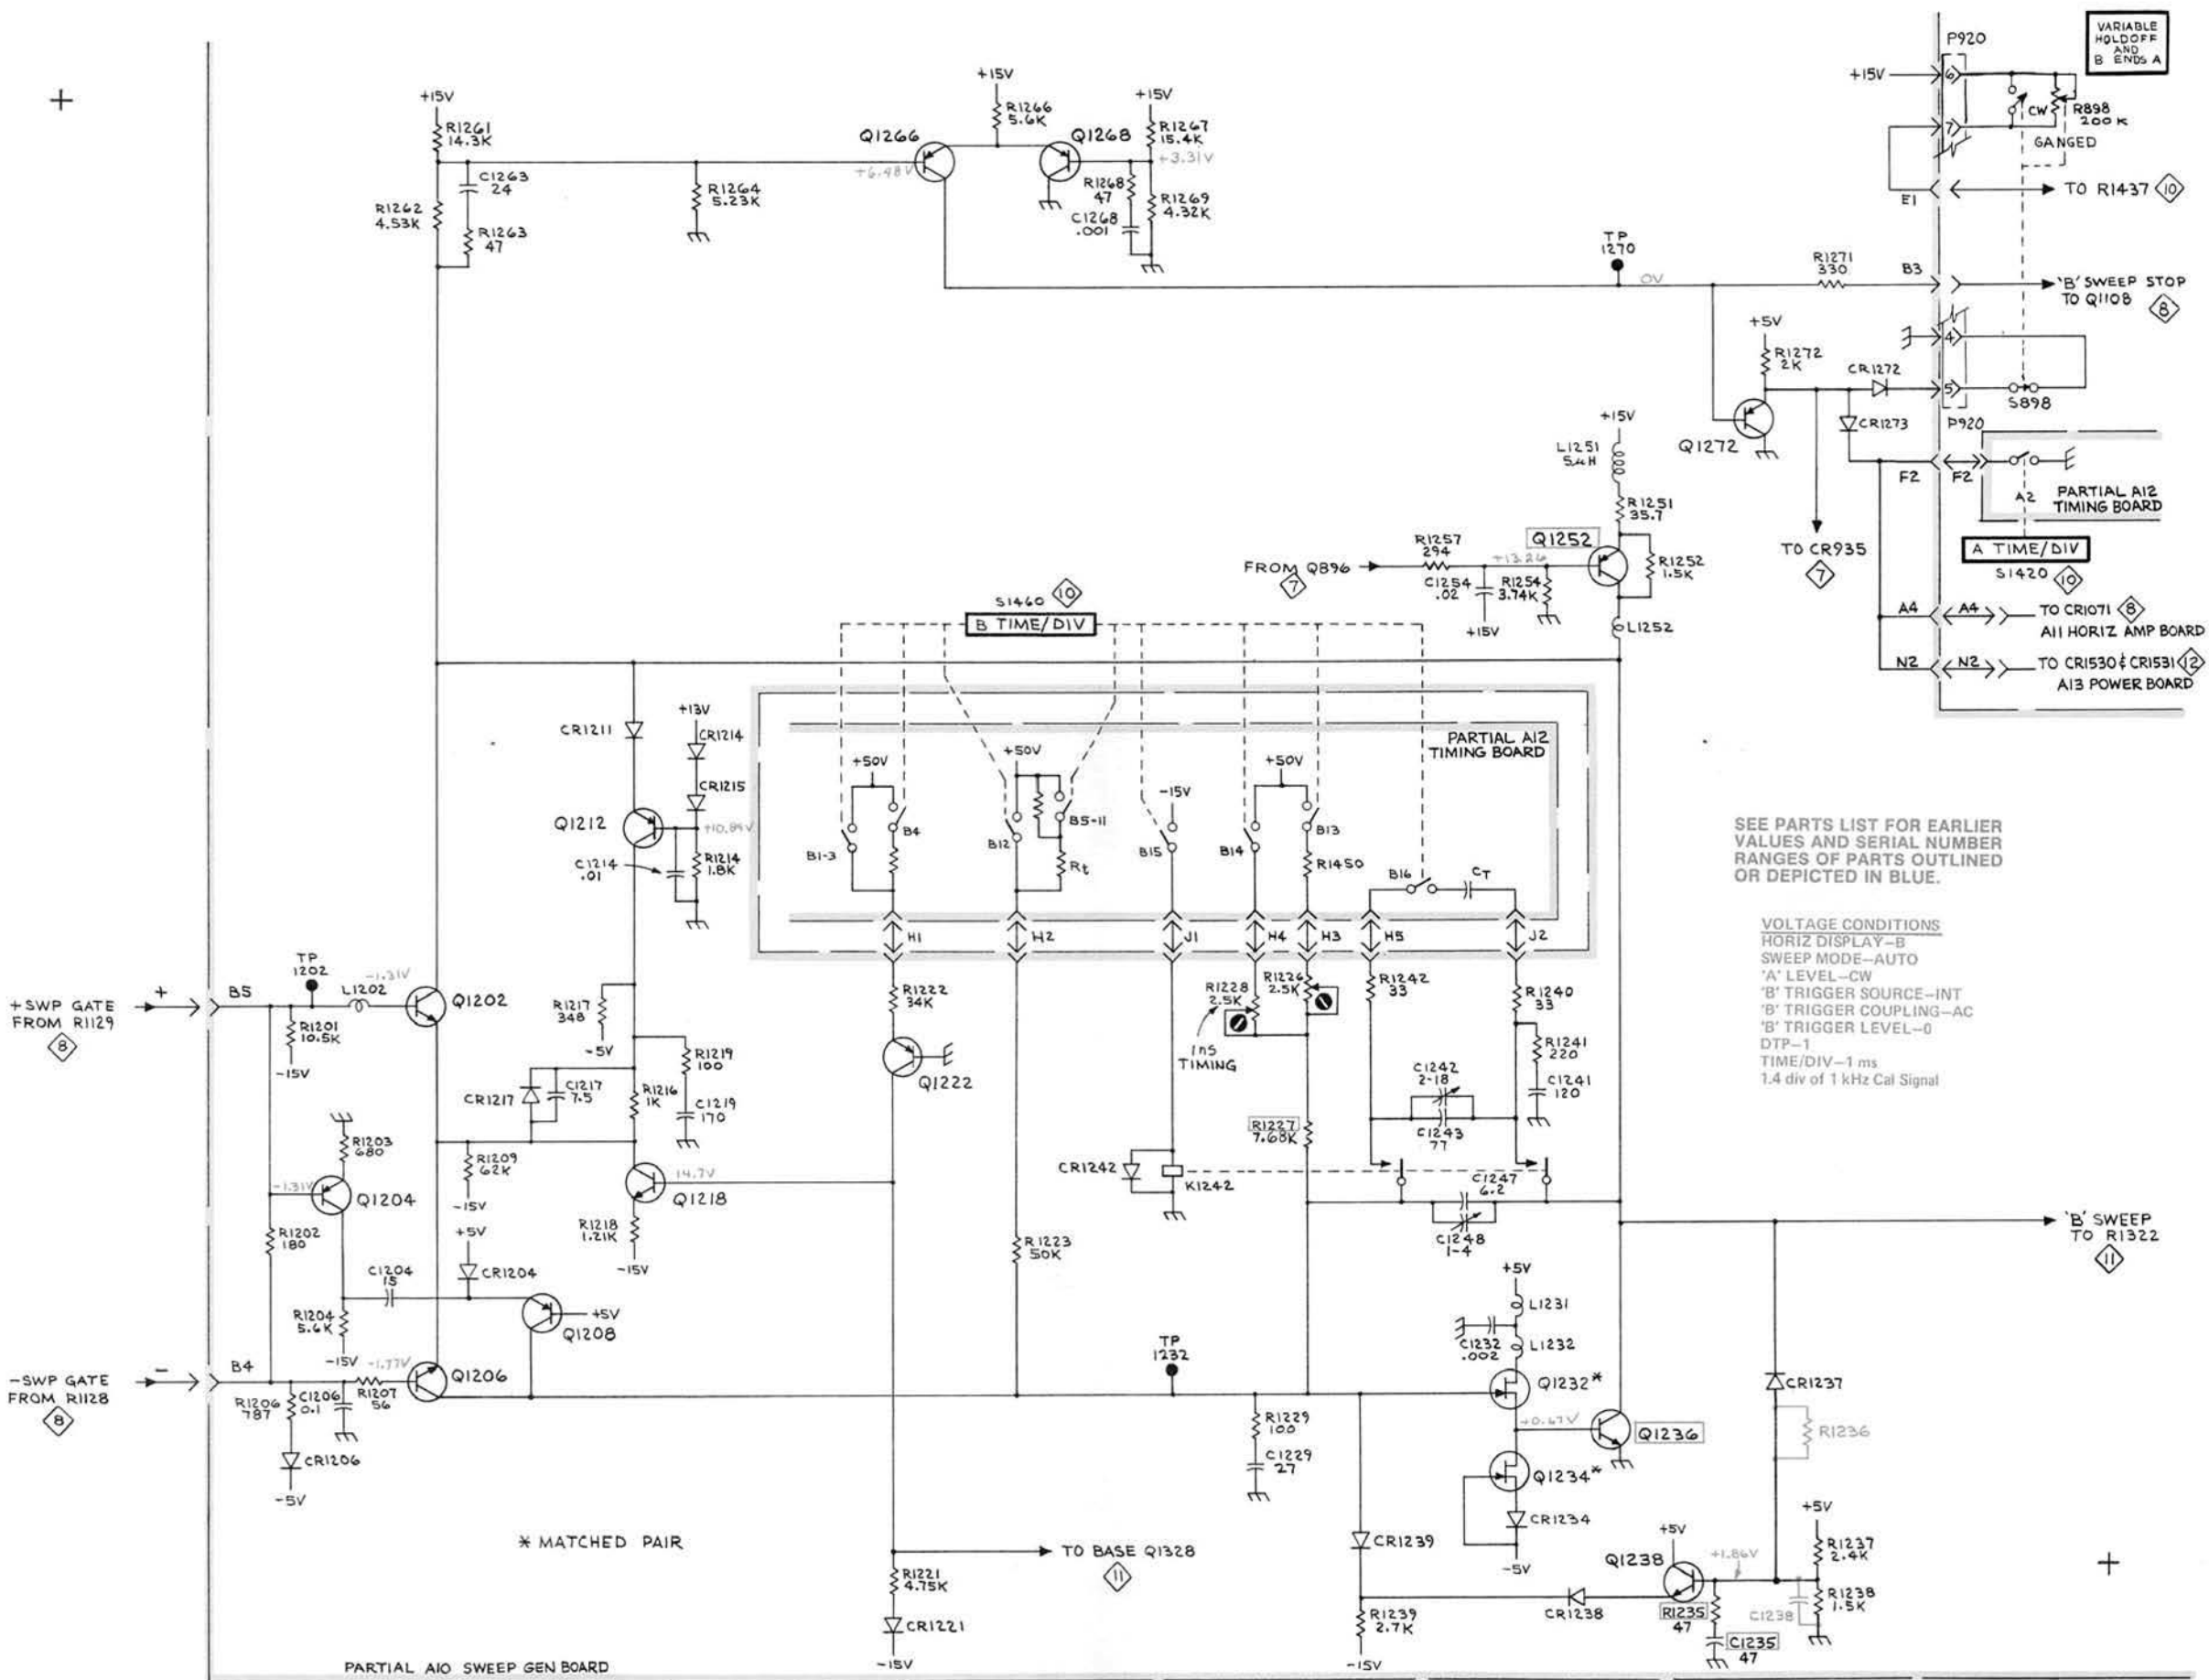 VARIABLE
HOLDOFF
AND
B ENDS A
P920
+15V
6
7
CW
R898
200K
GANGED
E1
TO R1437 10
+15V
R1261
14.3K
C1263
24
R1262
4.53K
R1263
47
R1264
5.23K
Q1266
+6.48V
+15V
R1266
5.6K
Q1268
+15V
R1267
15.4K
+3.31V
R1268
47
C1268
.001
R1269
4.32K
TP
1270
0V
R1271
330
B3
'B' SWEEP STOP
TO Q1108
8
+5V
R1272
2K
CR1272
4
5
S898
P920
CR1273
Q1272
F2
F2
A2
PARTIAL A12
TIMING BOARD
A TIME/DIV
S1420 10
TO CR935
7
A4
A4
TO CR1071 8
A11 HORIZ AMP BOARD
N2
N2
TO CR1530 & CR1531 12
A13 POWER BOARD
+15V
L1251
5µH
R1251
35.7
Q1252
R1257
294
+13.26
FROM Q896
7
C1254
.02
R1254
3.74K
+15V
R1252
1.5K
L1252
S1460 10
B TIME/DIV
CR1211
+13V
CR1214
CR1215
Q1212
+10.89V
C1214
.01
R1214
1.8K
PARTIAL A12
TIMING BOARD
+50V
B1-3
B4
+50V
B12
B5-11
Rt
-15V
B15
+50V
B14
B13
R1450
B16
CT
H1
H2
J1
H4
H3
H5
J2
SEE PARTS LIST FOR EARLIER
VALUES AND SERIAL NUMBER
RANGES OF PARTS OUTLINED
OR DEPICTED IN BLUE.
VOLTAGE CONDITIONS
HORIZ DISPLAY-B
SWEEP MODE-AUTO
'A' LEVEL-CW
'B' TRIGGER SOURCE-INT
'B' TRIGGER COUPLING-AC
'B' TRIGGER LEVEL-0
DTP-1
TIME/DIV-1 ms
1.4 div of 1 kHz Cal Signal
+SWP GATE
FROM R1129
8
+
B5
TP
1202
L1202
-1.31V
Q1202
R1201
10.5K
-15V
R1217
348
-5V
R1219
100
CR1217
C1217
7.5
R1216
1K
C1219
170
R1222
34K
Q1222
R1228
2.5K
1nS
TIMING
R1226
2.5K
R1242
33
R1240
33
R1241
220
C1241
120
C1242
2-18
C1243
77
R1227
7.68K
CR1242
K1242
C1247
6.2
C1248
1-4
R1203
680
-1.31V
Q1204
R1202
180
R1209
62K
-15V
+5V
14.7V
Q1218
R1218
1.21K
-15V
R1223
50K
C1204
15
CR1204
R1204
5.6K
-15V
Q1208
+5V
'B' SWEEP
TO R1322
11
-SWP GATE
FROM R1128
8
-
B4
-1.77V
Q1206
R1206
787
C1206
0.1
R1207
56
CR1206
-5V
TP
1232
+5V
L1231
C1232
.002
L1232
Q1232*
+0.67V
Q1236
R1229
100
C1229
27
Q1234*
CR1234
-5V
CR1237
R1236
* MATCHED PAIR
TO BASE Q1328
11
R1221
4.75K
CR1221
-15V
CR1239
R1239
2.7K
-15V
CR1238
+5V
Q1238
+1.86V
R1235
47
C1235
47
C1238
+5V
R1237
2.4K
R1238
1.5K
PARTIAL A10 SWEEP GEN BOARD